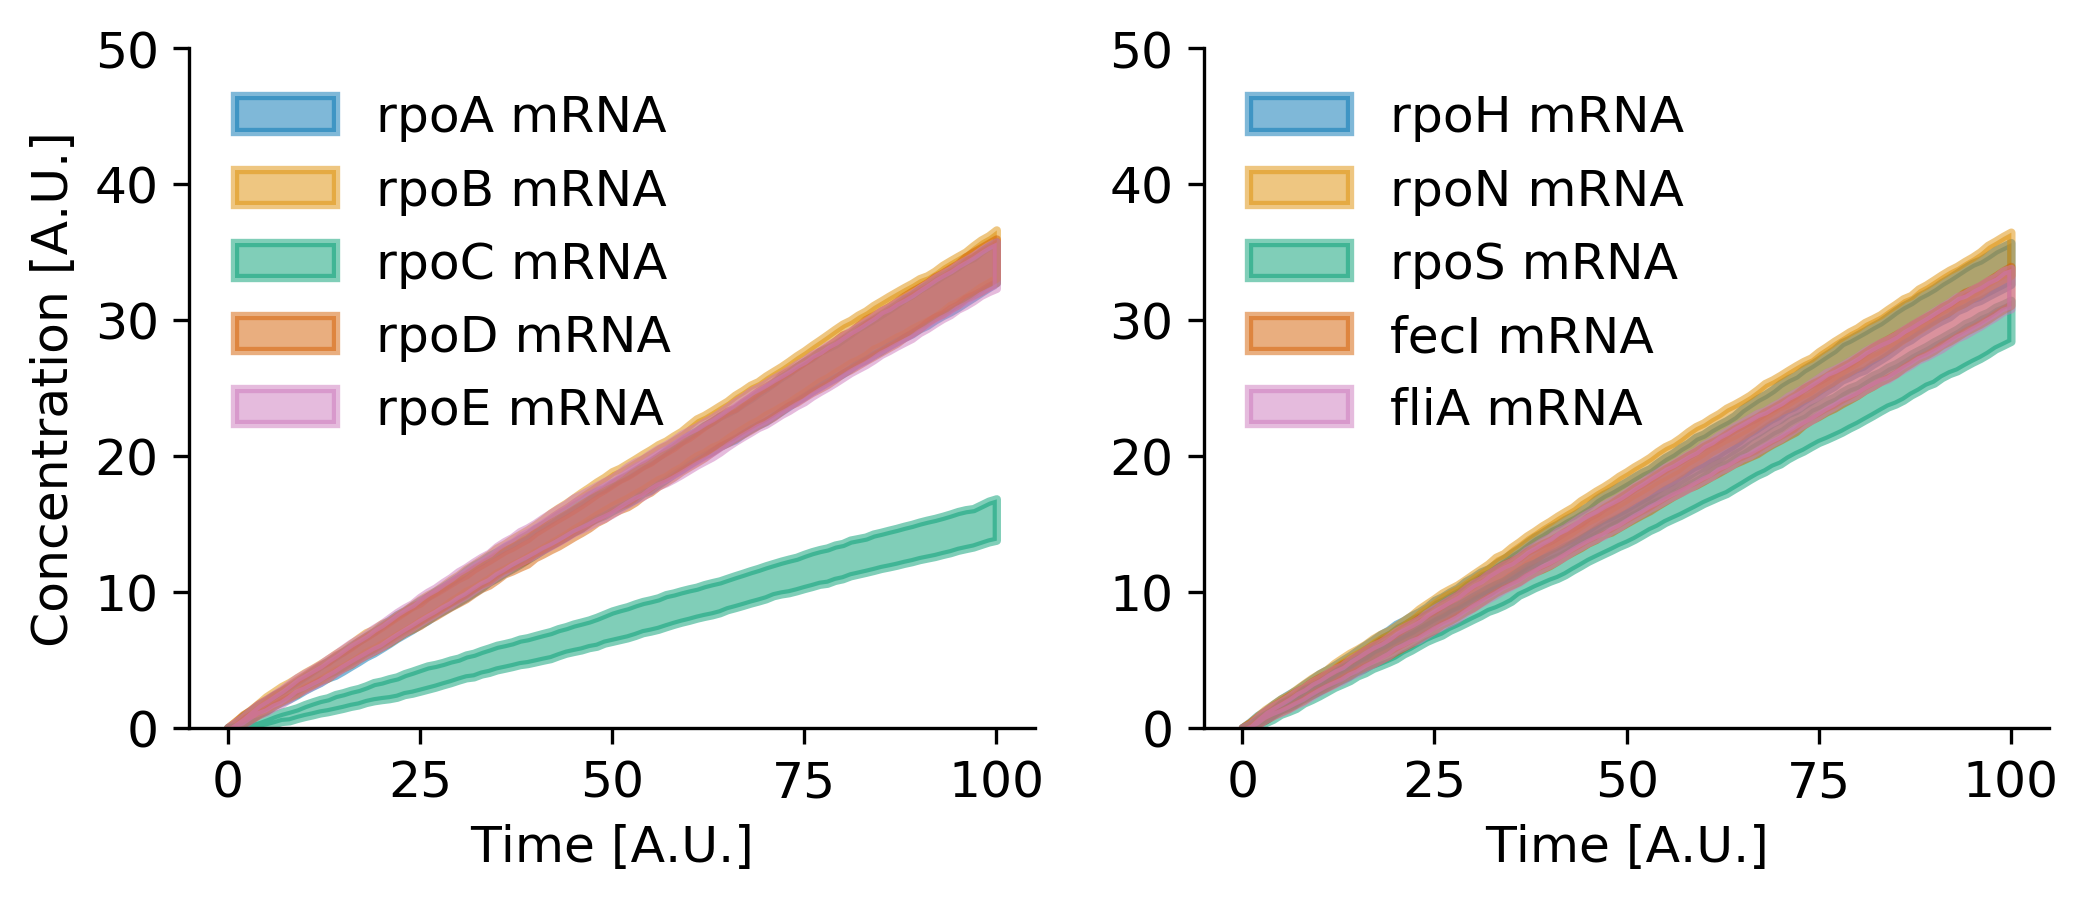 Concentration [A.U.]
50
40
30
20
10
0
rpoA mRNA
rpoB mRNA
rpoC mRNA
rpoD mRNA
rpoE mRNA
0 25 50 75 100
Time [A.U.]
50
40
30
20
10
0
rpoH mRNA
rpoN mRNA
rpoS mRNA
fecI mRNA
fliA mRNA
0 25 50 75 100
Time [A.U.]